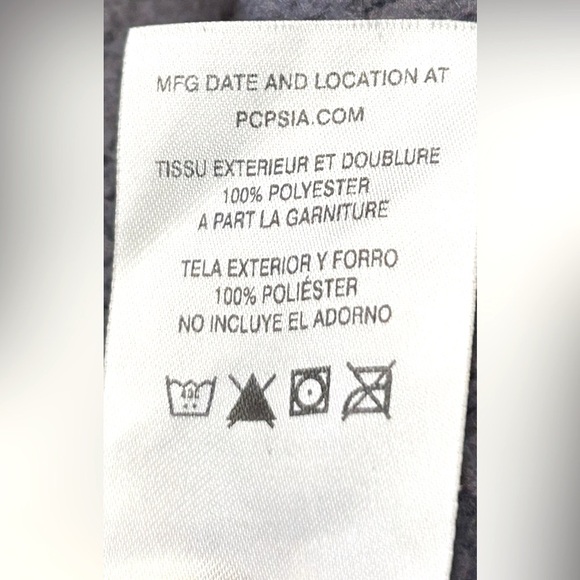 MFG DATE AND LOCATION AT
PCPSIA.COM
TISSU EXTERIEUR ET DOUBLURE
100% POLYESTER
A PART LA GARNITURE
TELA EXTERIOR Y FORRO
100% POLIÉSTER
NO INCLUYE EL ADORNO